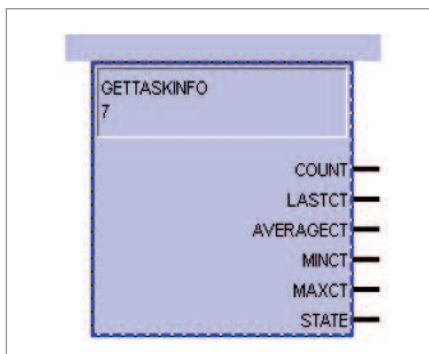 GETTASKINFO
7
COUNT
LASTCT
AVERAGECT
MINCT
MAXCT
STATE